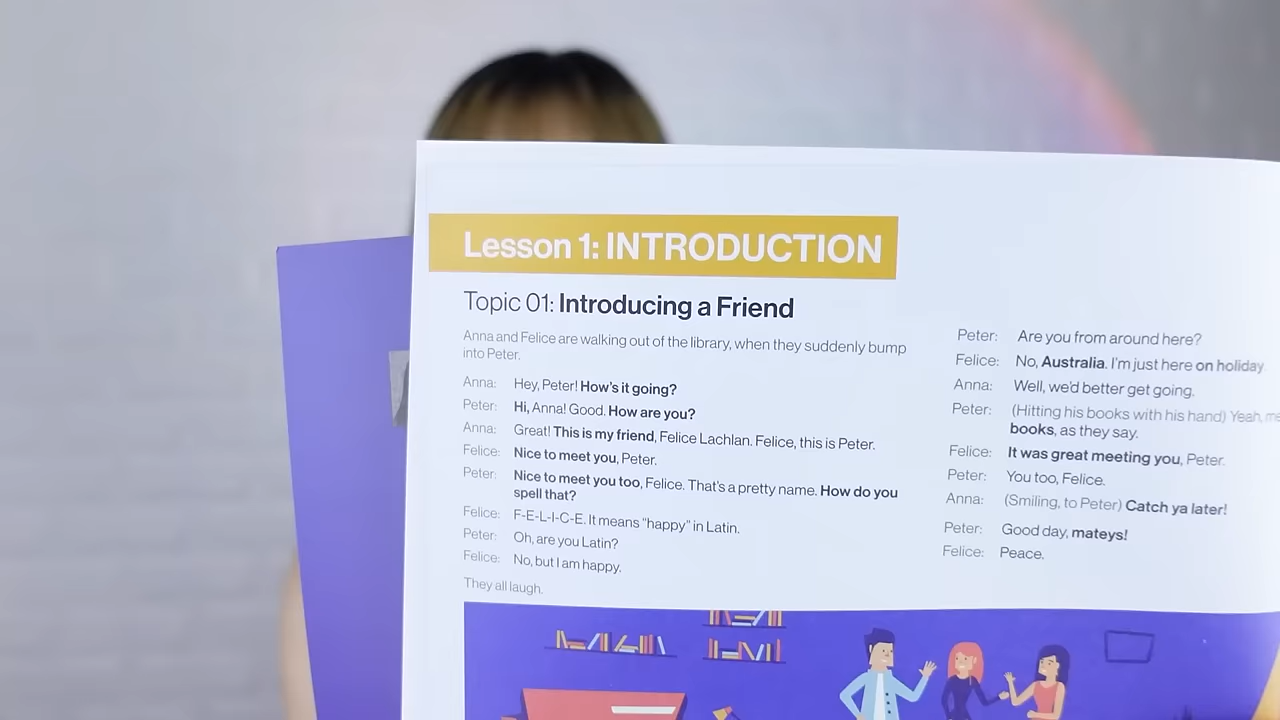 Lesson 1: INTRODUCTION
Topic 01: Introducing a Friend
Anna and Felice are walking out of the library, when they suddenly bump
into Peter.
Anna: Hey, Peter! How's it going?
Peter: Hi, Anna! Good. How are you?
Anna: Great! This is my friend, Felice Lachlan. Felice, this is Peter.
Felice: Nice to meet you, Peter.
Peter: Nice to meet you too, Felice. That's a pretty name. How do you
spell that?
Felice: F-E-L-I-C-E. It means "happy" in Latin.
Peter: Oh, are you Latin?
Felice: No, but I am happy.
They all laugh.
Peter: Are you from around here?
Felice: No, Australia. I'm just here on holiday.
Anna: Well, we'd better get going.
Peter: (Hitting his books with his hand) Yeah,
books, as they say.
Felice: It was great meeting you, Peter.
Peter: You too, Felice.
Anna: (Smiling, to Peter) Catch ya later!
Peter: Good day, mateys!
Felice: Peace.